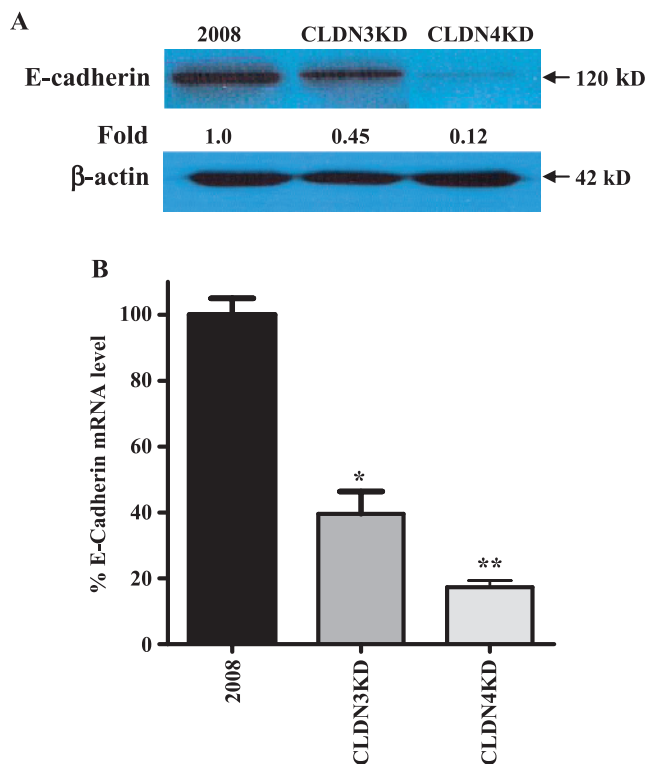 A
2008 CLDN3KD CLDN4KD
E-cadherin 120 kD
Fold 1.0 0.45 0.12
β-actin 42 kD
B
% E-Cadherin mRNA level
100
80
60
40
20
0
*
**
2008
CLDN3KD
CLDN4KD